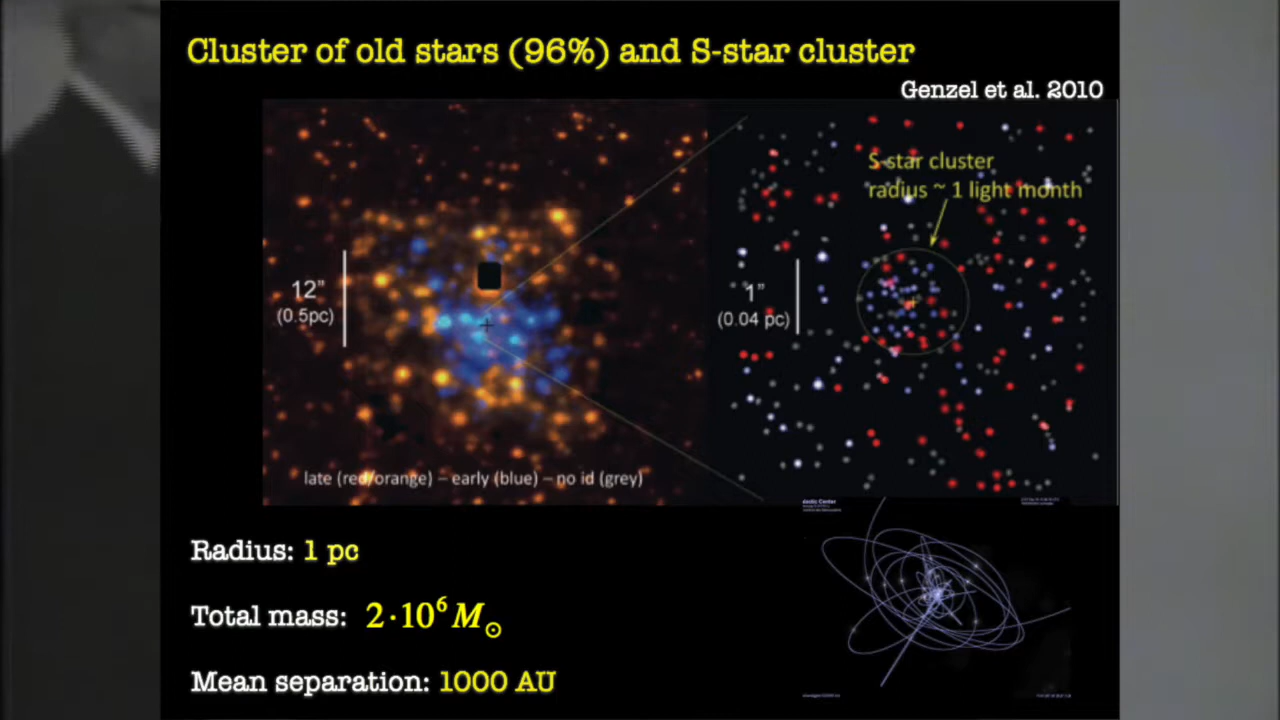 Cluster of old stars (96%) and S-star cluster
Genzel et al. 2010
S-star cluster
radius ~ 1 light month
12”
(0.5pc)
1”
(0.04 pc)
late (red/orange) – early (blue) – no id (grey)
Radius: 1 pc
Total mass: 2·10⁶ M☉
Mean separation: 1000 AU